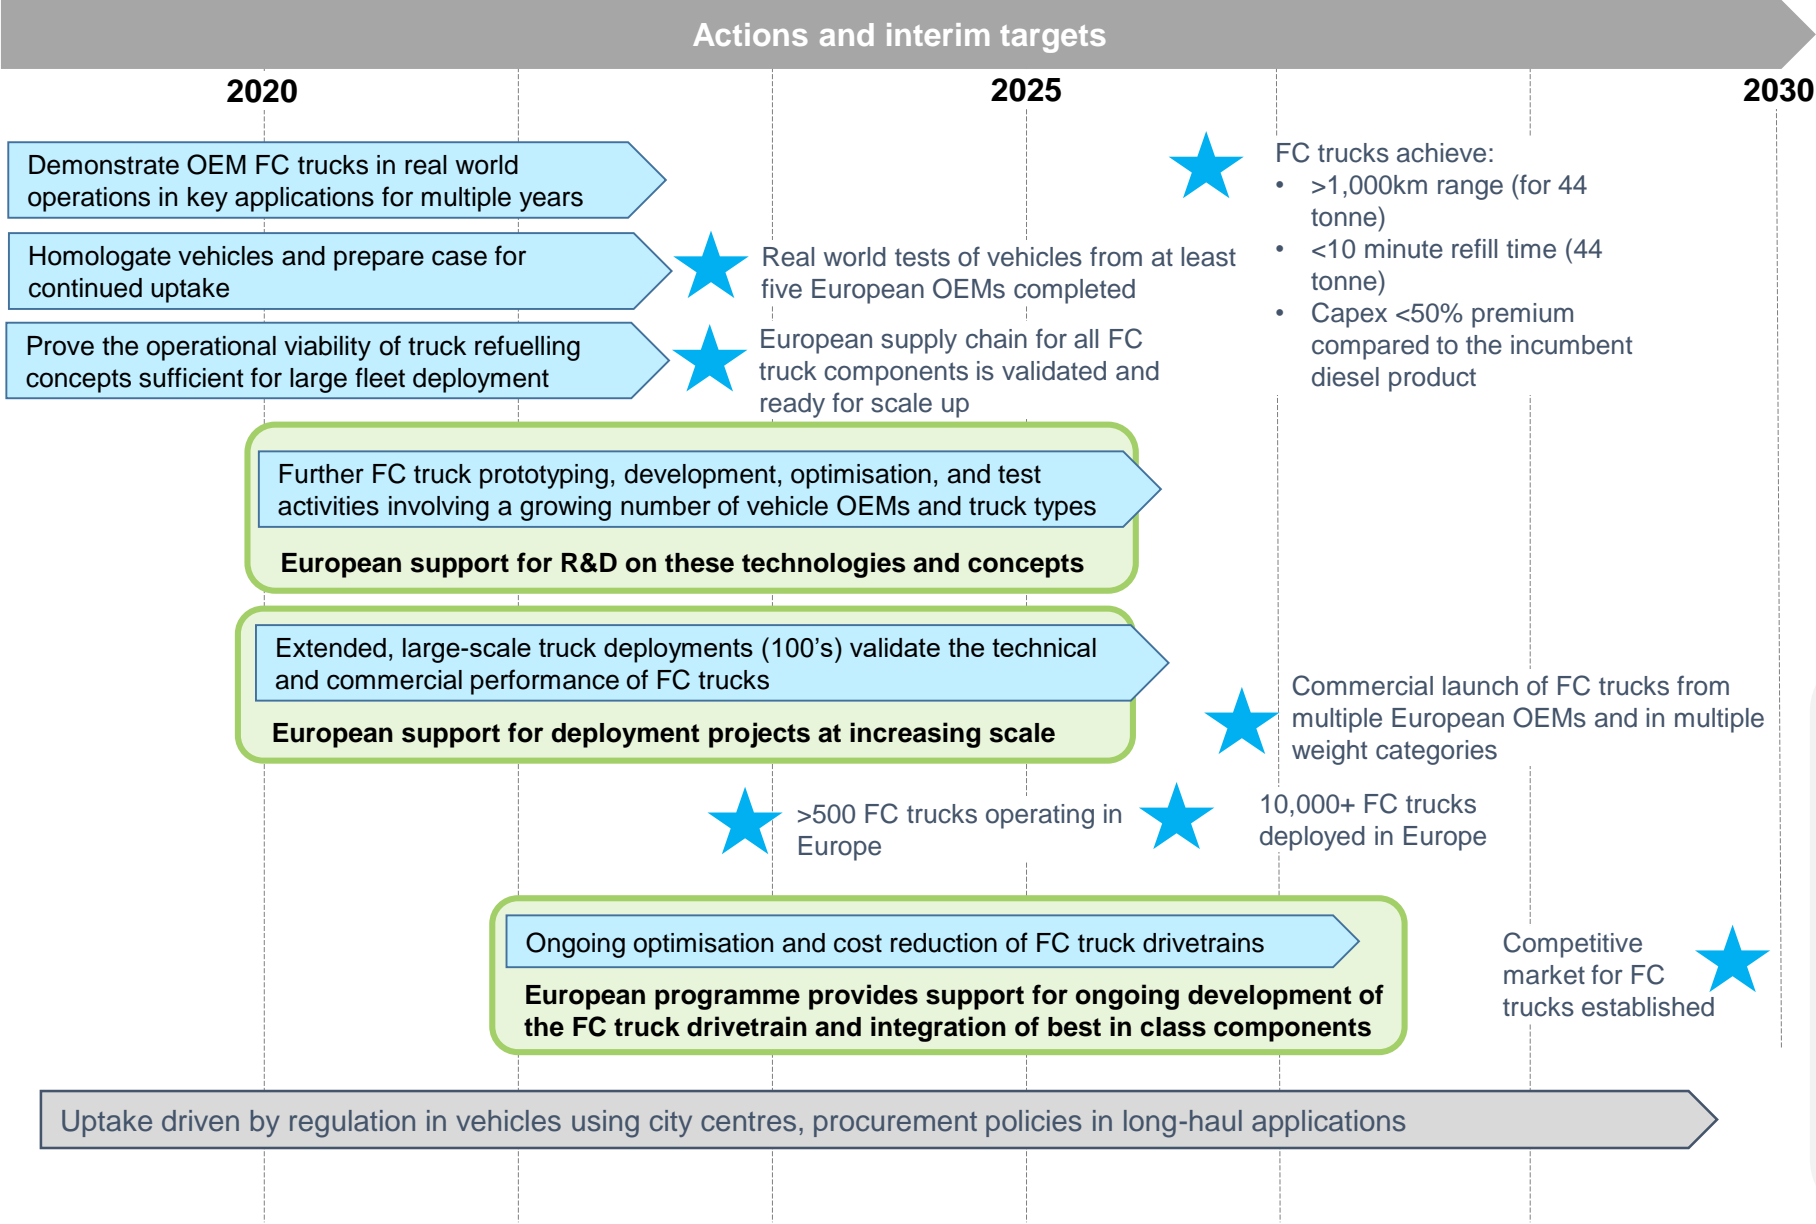 Actions and interim targets
2020
2025
2030
Demonstrate OEM FC trucks in real world
operations in key applications for multiple years
Homologate vehicles and prepare case for
continued uptake
Prove the operational viability of truck refuelling
concepts sufficient for large fleet deployment
Real world tests of vehicles from at least
five European OEMs completed
European supply chain for all FC
truck components is validated and
ready for scale up
FC trucks achieve:
• >1,000km range (for 44
tonne)
• <10 minute refill time (44
tonne)
• Capex <50% premium
compared to the incumbent
diesel product
Further FC truck prototyping, development, optimisation, and test
activities involving a growing number of vehicle OEMs and truck types
European support for R&D on these technologies and concepts
Extended, large-scale truck deployments (100's) validate the technical
and commercial performance of FC trucks
European support for deployment projects at increasing scale
Commercial launch of FC trucks from
multiple European OEMs and in multiple
weight categories
>500 FC trucks operating in
Europe
10,000+ FC trucks
deployed in Europe
Ongoing optimisation and cost reduction of FC truck drivetrains
European programme provides support for ongoing development of
the FC truck drivetrain and integration of best in class components
Competitive
market for FC
trucks established
Uptake driven by regulation in vehicles using city centres, procurement policies in long-haul applications